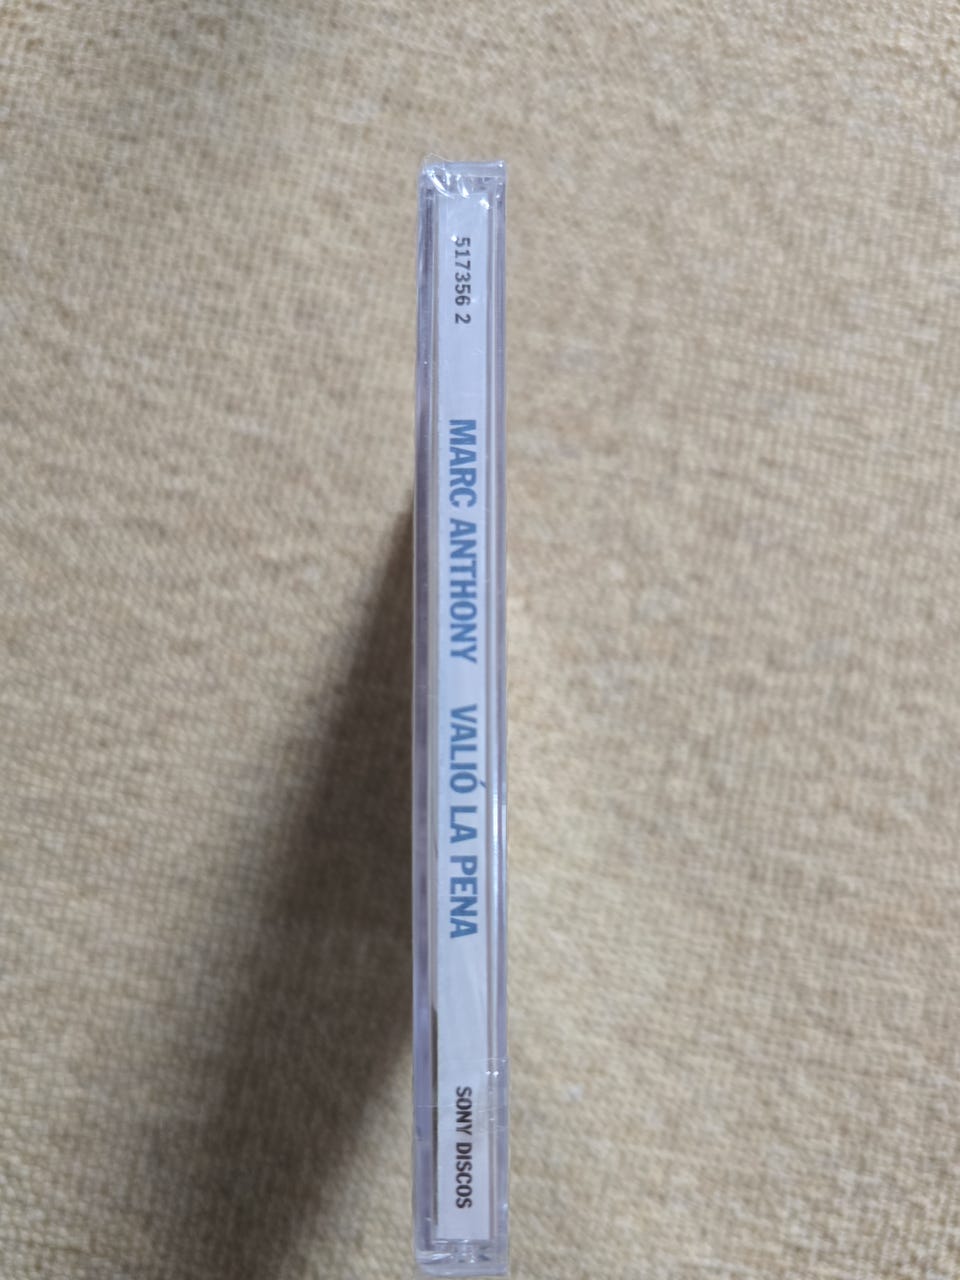 517356 2
MARC ANTHONY VALIÓ LA PENA
SONY DISCOS